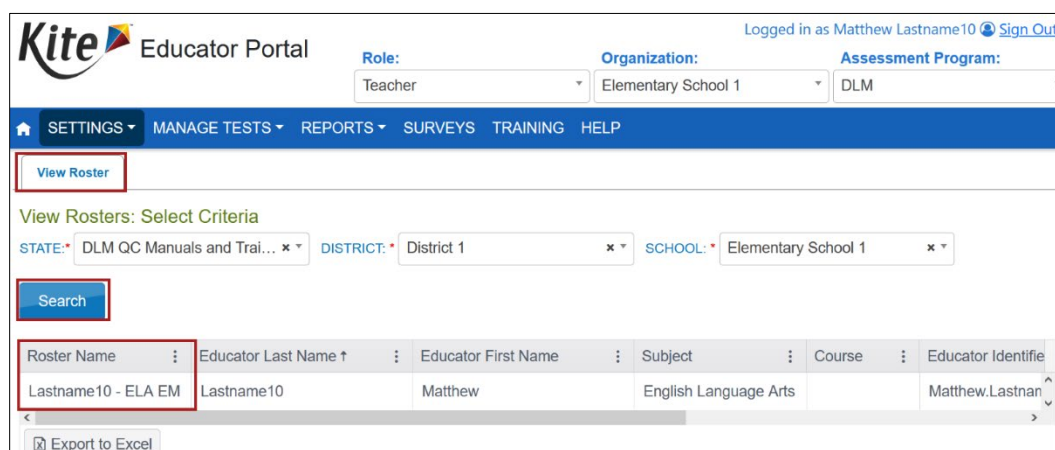 Logged in as Matthew Lastname10 Sign Out
Kite Educator Portal
Role: Organization: Assessment Program:
Teacher Elementary School 1 DLM
SETTINGS MANAGE TESTS REPORTS SURVEYS TRAINING HELP
View Roster
View Rosters: Select Criteria
STATE:* DLM QC Manuals and Trai... × DISTRICT: * District 1 × SCHOOL: * Elementary School 1 ×
Search
Roster Name Educator Last Name ↑ Educator First Name Subject Course Educator Identifie
Lastname10 - ELA EM Lastname10 Matthew English Language Arts Matthew.Lastnam
Export to Excel